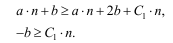 a · n + b ≥ a · n + 2b + C₁ · n,
−b ≥ C₁ · n.